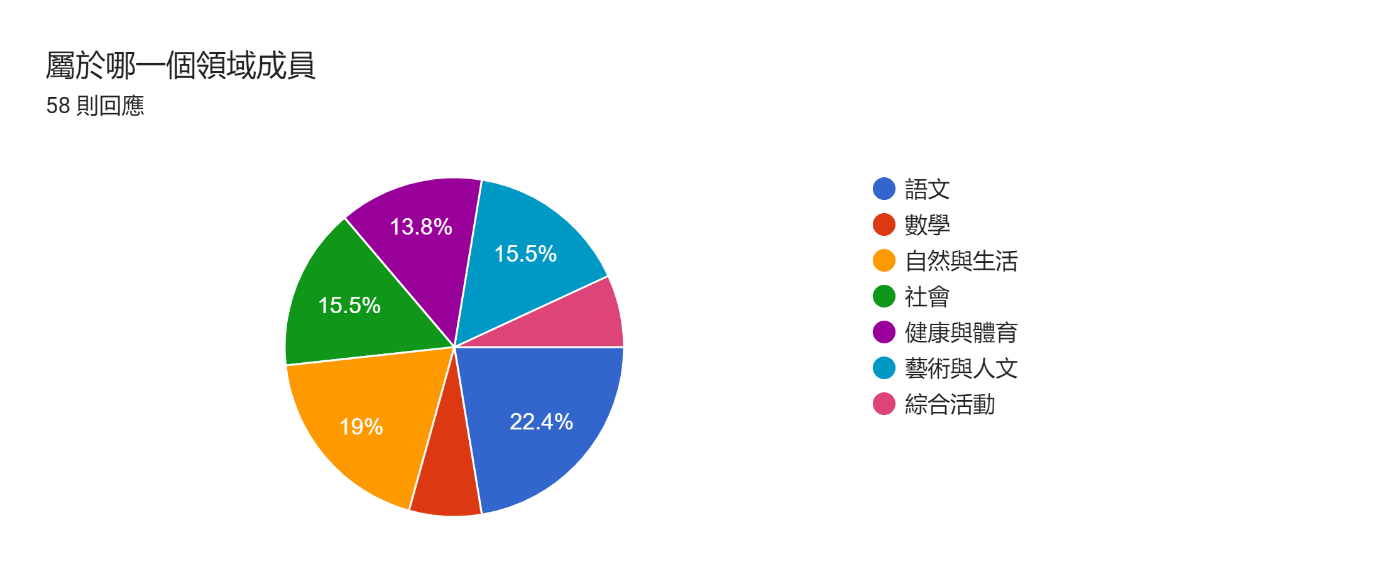 屬於哪一個領域成員
58 則回應
13.8%
15.5%
15.5%
19%
22.4%
語文
數學
自然與生活
社會
健康與體育
藝術與人文
綜合活動